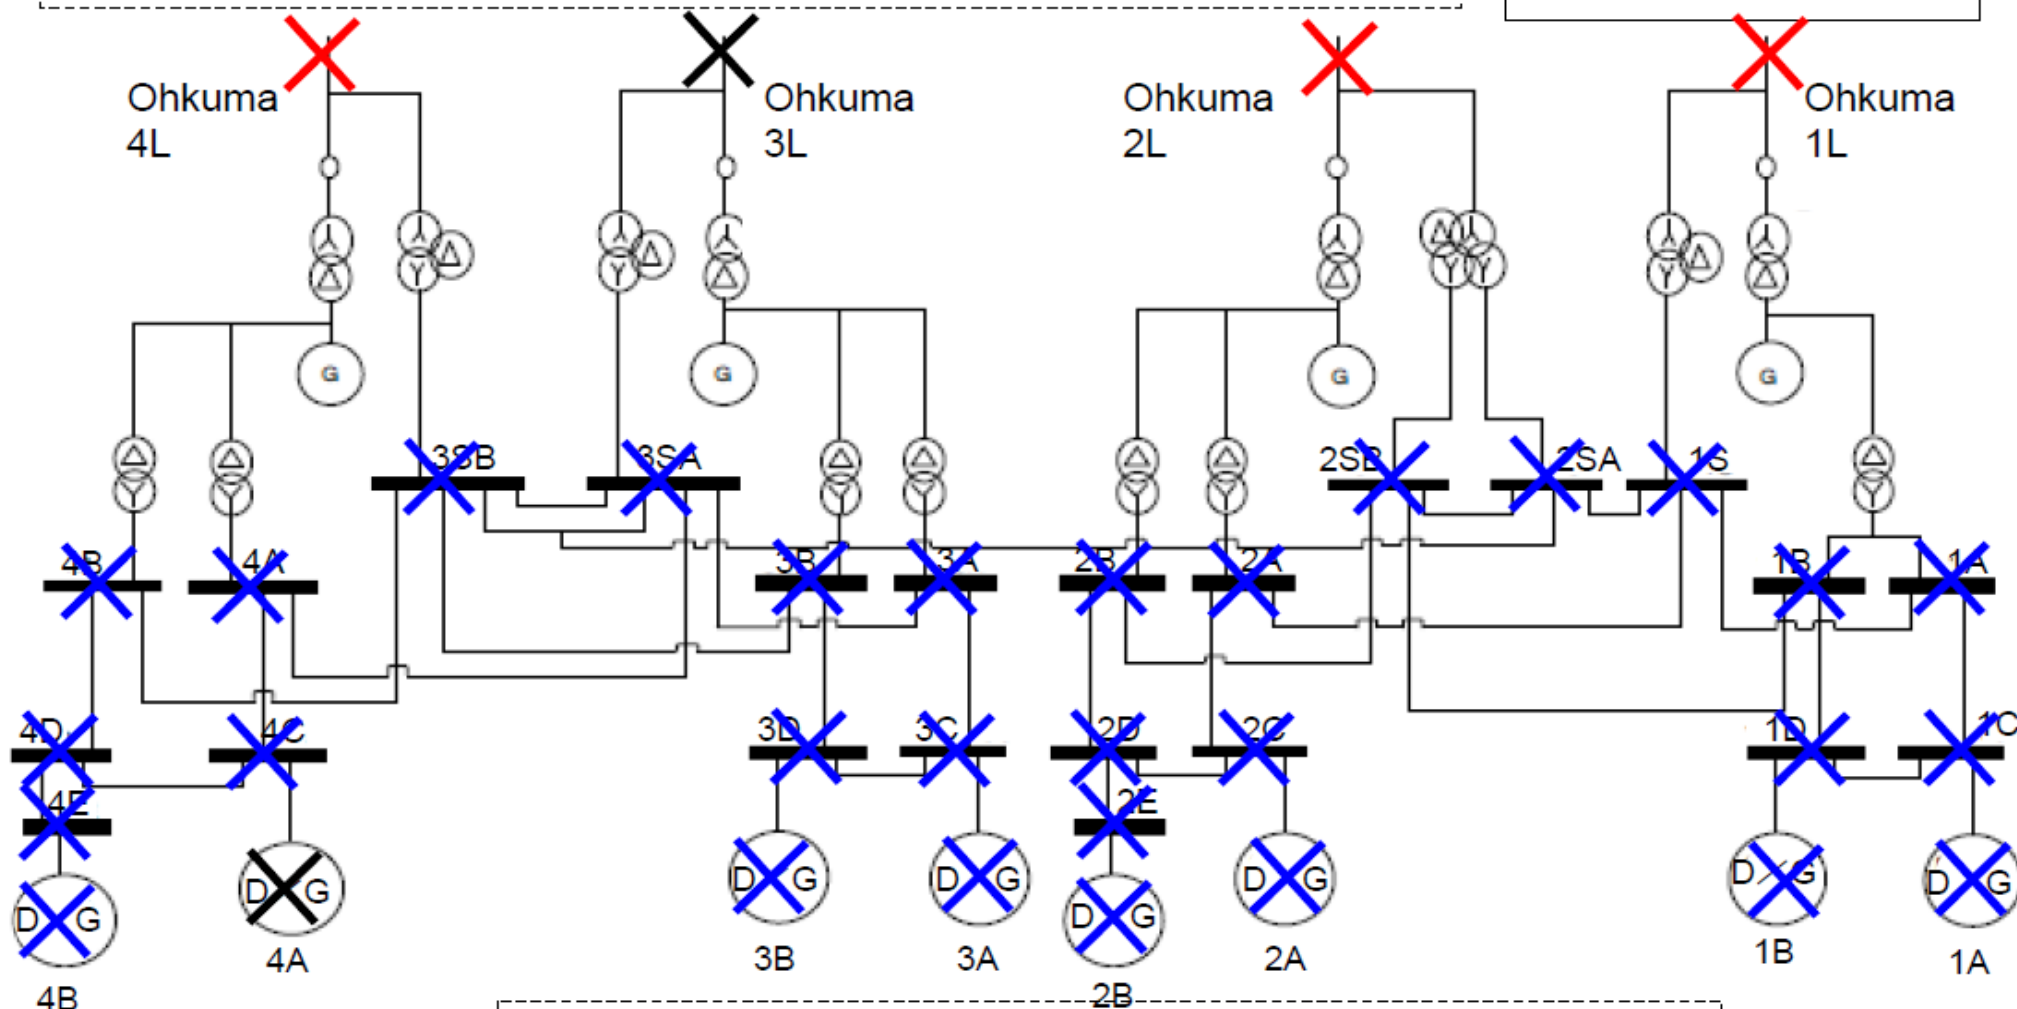 Ohkuma
4L
Ohkuma
3L
Ohkuma
2L
Ohkuma
1L
G
G
G
G
3SB
3SA
2SB
2SA
1S
4B
4A
3B
3A
2B
2A
1B
1A
4D
4C
3D
3C
2D
2C
1D
1C
4E
2E
D G
D G
D G
D G
D G
D G
D G
D G
4B
4A
3B
3A
2B
2A
1B
1A